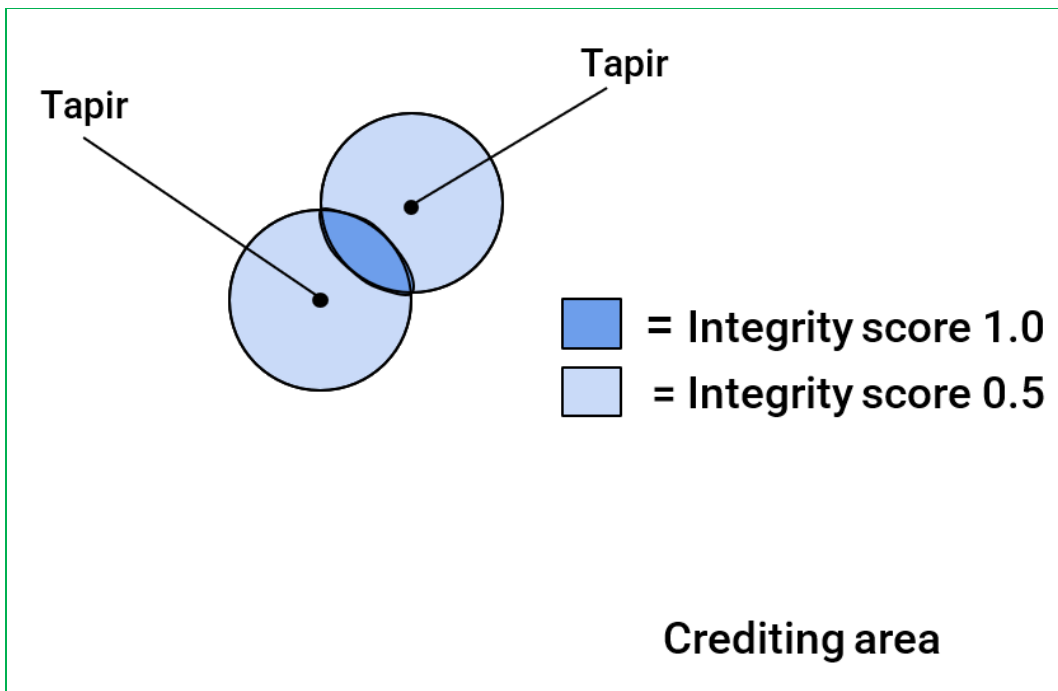 Tapir
Tapir
= Integrity score 1.0
= Integrity score 0.5
Crediting area